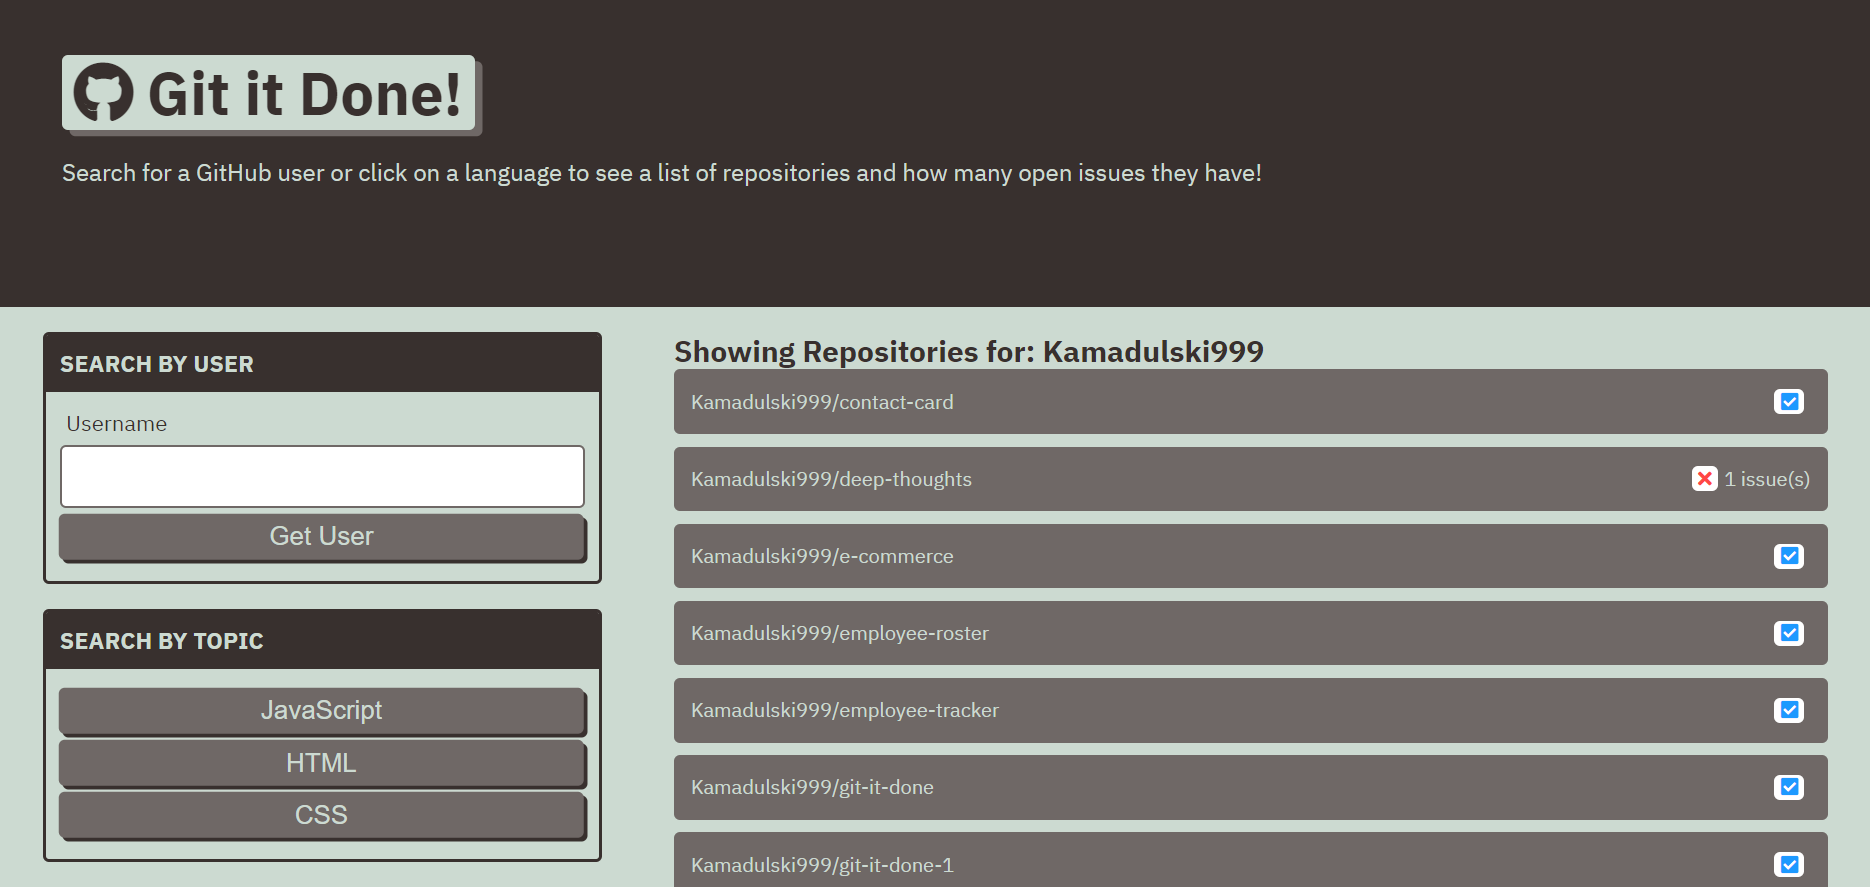 Git it Done!
Search for a GitHub user or click on a language to see a list of repositories and how many open issues they have!
SEARCH BY USER
Username
Get User
SEARCH BY TOPIC
JavaScript
HTML
CSS
Showing Repositories for: Kamadulski999
Kamadulski999/contact-card
Kamadulski999/deep-thoughts 1 issue(s)
Kamadulski999/e-commerce
Kamadulski999/employee-roster
Kamadulski999/employee-tracker
Kamadulski999/git-it-done
Kamadulski999/git-it-done-1